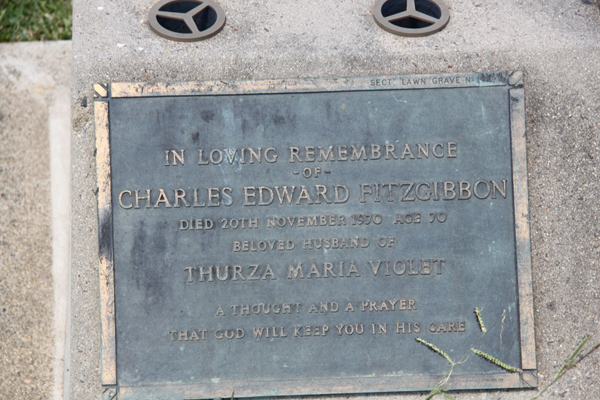 SECT. LAWN GRAVE N°
IN LOVING REMEMBRANCE
-OF-
CHARLES EDWARD FITZGIBBON
DIED 20TH NOVEMBER 1970 AGE 70
BELOVED HUSBAND OF
THURZA MARIA VIOLET
A THOUGHT AND A PRAYER
THAT GOD WILL KEEP YOU IN HIS CARE